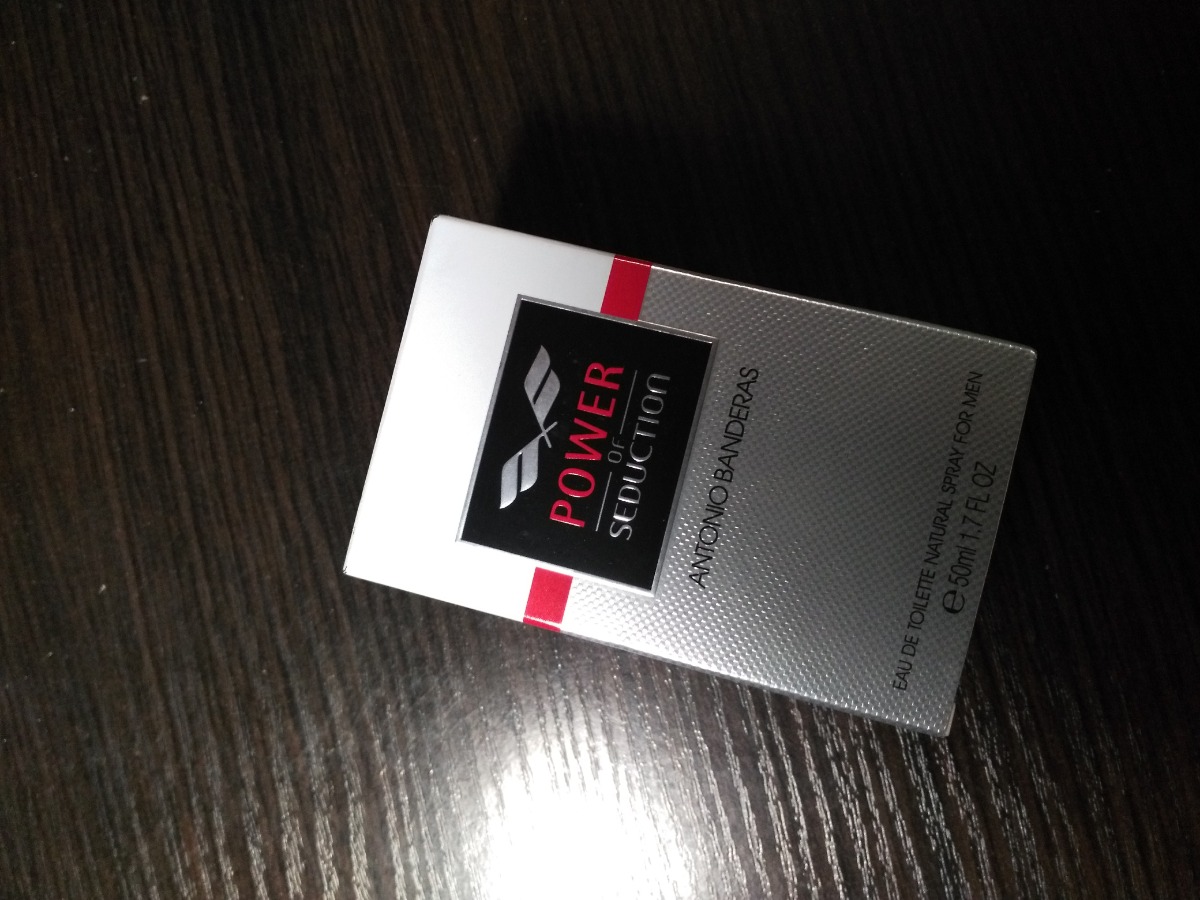 POWER
OF
SEDUCTION
ANTONIO BANDERAS
EAU DE TOILETTE NATURAL SPRAY FOR MEN
℮ 50ml 1.7 FL OZ